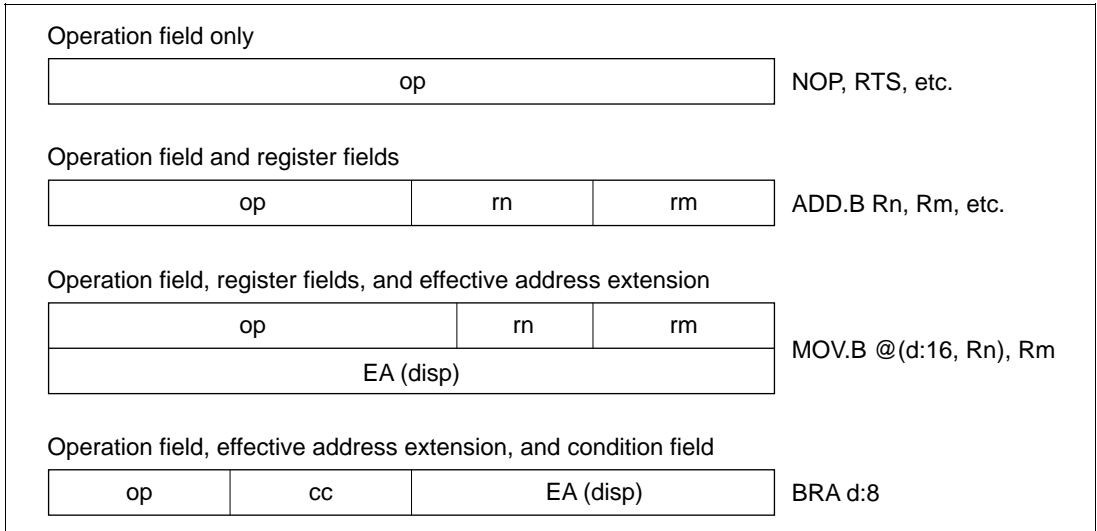 Operation field only
op NOP, RTS, etc.
Operation field and register fields
op rn rm ADD.B Rn, Rm, etc.
Operation field, register fields, and effective address extension
op rn rm
MOV.B @(d:16, Rn), Rm
EA (disp)
Operation field, effective address extension, and condition field
op cc EA (disp) BRA d:8